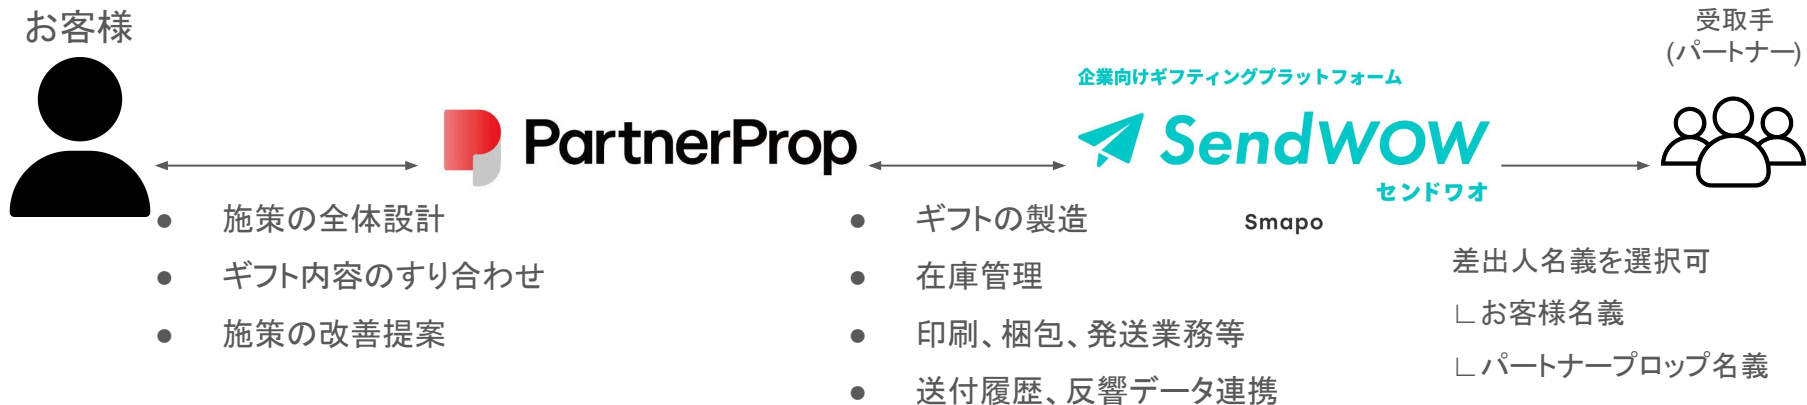 お客様
受取手
(パートナー)
企業向けギフティングプラットフォーム
PartnerProp
SendWOW
センドワオ
Smapo
● 施策の全体設計
● ギフト内容のすり合わせ
● 施策の改善提案
● ギフトの製造
● 在庫管理
● 印刷、梱包、発送業務等
● 送付履歴、反響データ連携
差出人名義を選択可
∟お客様名義
∟パートナープロップ名義